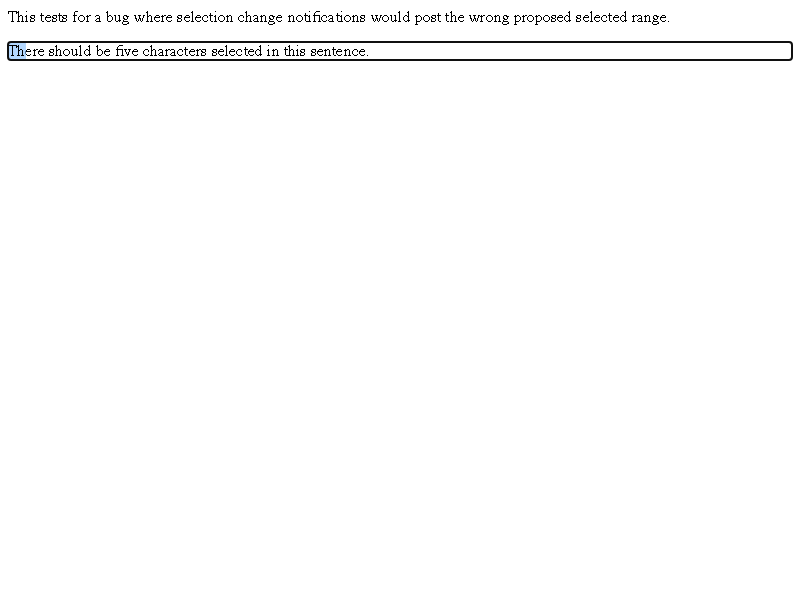 This tests for a bug where selection change notifications would post the wrong proposed selected range.
There should be five characters selected in this sentence.